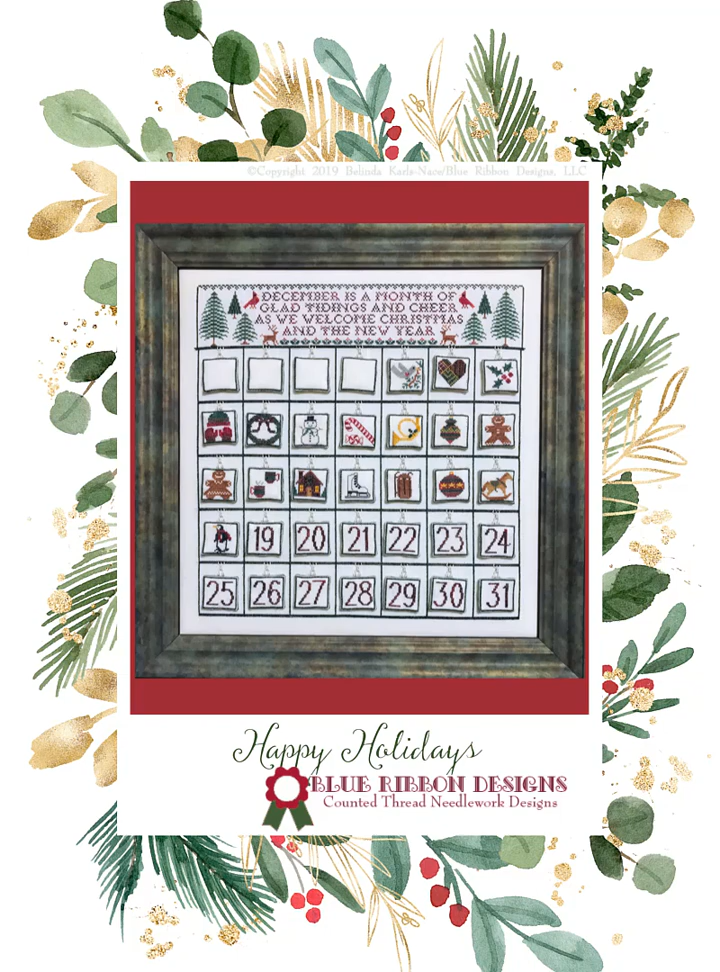 ©Copyright 2019 Belinda Karls-Nace/Blue Ribbon Designs, LLC
DECEMBER IS A MONTH OF
GLAD TIDINGS AND CHEER
AS WE WELCOME CHRISTMAS
AND THE NEW YEAR
19 20 21 22 23 24
25 26 27 28 29 30 31
Happy Holidays
BLUE RIBBON DESIGNS
Counted Thread Needlework Designs